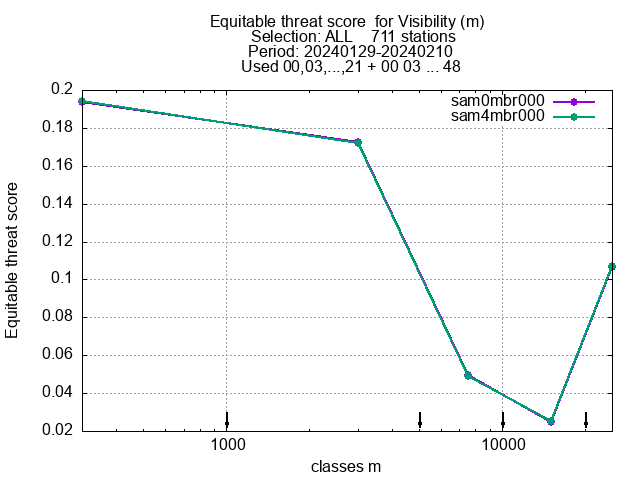 Equitable threat score  for Visibility (m)
Selection: ALL    711 stations
Period: 20240129-20240210
Used 00,03,...,21 + 00 03 ... 48
sam0mbr000
sam4mbr000
0.2
0.18
0.16
0.14
0.12
0.1
0.08
0.06
0.04
0.02
Equitable threat score
1000
10000
classes m